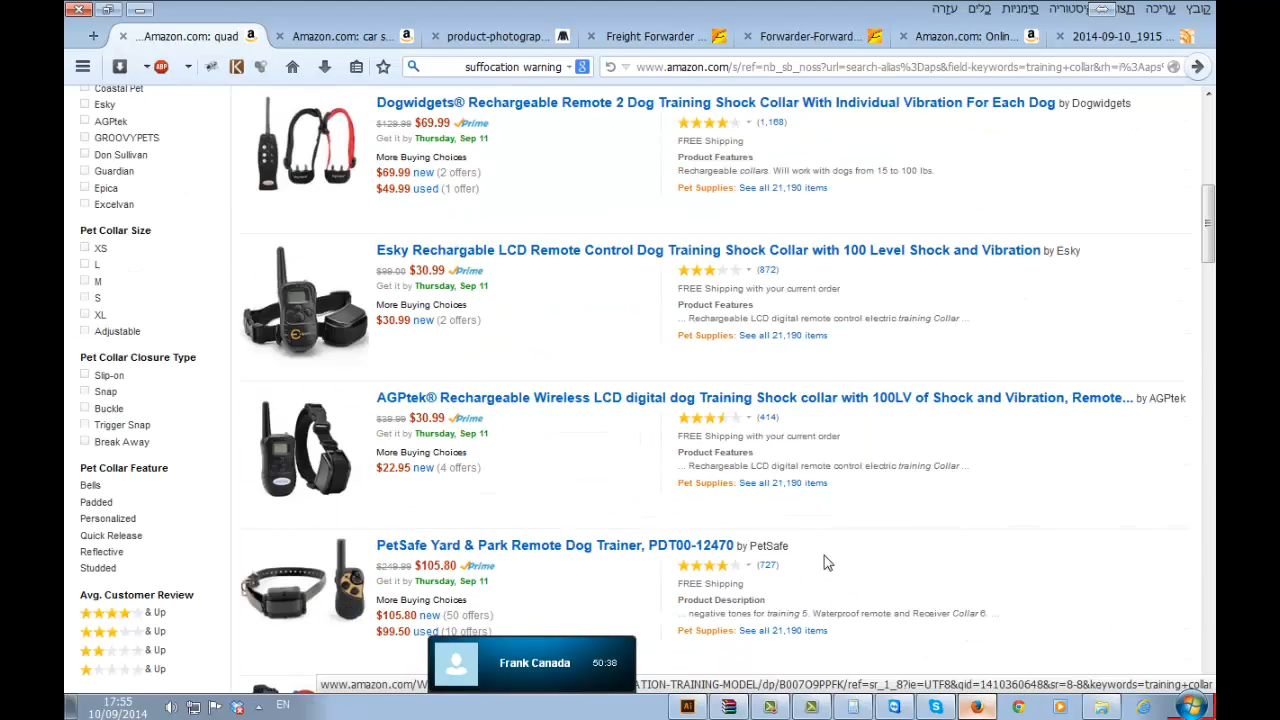 קובץ עריכה תצו יסטוריה סימניות כלים עזרה
...Amazon.com: quad
Amazon.com: car s...
product-photograp...
Freight Forwarder ...
Forwarder-Forward...
Amazon.com: Onli...
2014-09-10_1915 ...
suffocation warning
www.amazon.com/s/ref=nb_sb_noss?url=search-alias%3Daps&field-keywords=training+collar&rh=i%3Aaps%
Coastal Pet
Esky
AGPtek
GROOVYPETS
Don Sullivan
Guardian
Epica
Excelvan
Pet Collar Size
XS
L
M
S
XL
Adjustable
Pet Collar Closure Type
Slip-on
Snap
Buckle
Trigger Snap
Break Away
Pet Collar Feature
Bells
Padded
Personalized
Quick Release
Reflective
Studded
Avg. Customer Review
& Up
& Up
& Up
& Up
Dogwidgets® Rechargeable Remote 2 Dog Training Shock Collar With Individual Vibration For Each Dog by Dogwidgets
$129.99 $69.99 Prime
Get it by Thursday, Sep 11
More Buying Choices
$69.99 new (2 offers)
$49.99 used (1 offer)
(1,168)
FREE Shipping
Product Features
Rechargeable collars. Will work with dogs from 15 to 100 lbs.
Pet Supplies: See all 21,190 items
Esky Rechargable LCD Remote Control Dog Training Shock Collar with 100 Level Shock and Vibration by Esky
$99.00 $30.99 Prime
Get it by Thursday, Sep 11
More Buying Choices
$30.99 new (2 offers)
(872)
FREE Shipping with your current order
Product Features
... Rechargeable LCD digital remote control electric training Collar ...
Pet Supplies: See all 21,190 items
AGPtek® Rechargeable Wireless LCD digital dog Training Shock collar with 100LV of Shock and Vibration, Remote... by AGPtek
$39.99 $30.99 Prime
Get it by Thursday, Sep 11
More Buying Choices
$22.95 new (4 offers)
(414)
FREE Shipping with your current order
Product Features
... Rechargeable LCD digital remote control electric training Collar ...
Pet Supplies: See all 21,190 items
PetSafe Yard & Park Remote Dog Trainer, PDT00-12470 by PetSafe
$249.99 $105.80 Prime
Get it by Thursday, Sep 11
More Buying Choices
$105.80 new (50 offers)
$99.50 used (10 offers)
(727)
FREE Shipping
Product Description
... negative tones for training 5. Waterproof remote and Receiver Collar 6. ...
Pet Supplies: See all 21,190 items
Frank Canada 50:38
www.amazon.com/W
ATION-TRAINING-MODEL/dp/B007O9PPFK/ref=sr_1_8?ie=UTF8&qid=1410360648&sr=8-8&keywords=training+collar
17:55
10/09/2014
EN